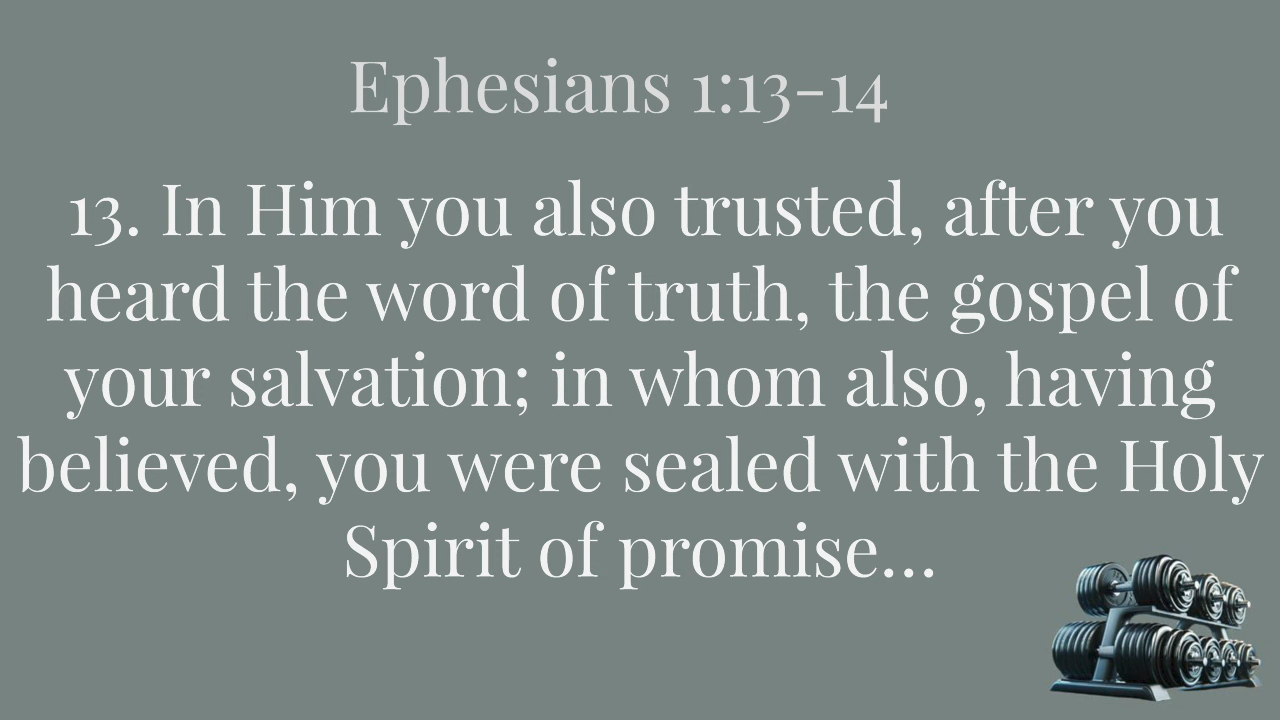 Ephesians 1:13-14
13. In Him you also trusted, after you
heard the word of truth, the gospel of
your salvation; in whom also, having
believed, you were sealed with the Holy
Spirit of promise...